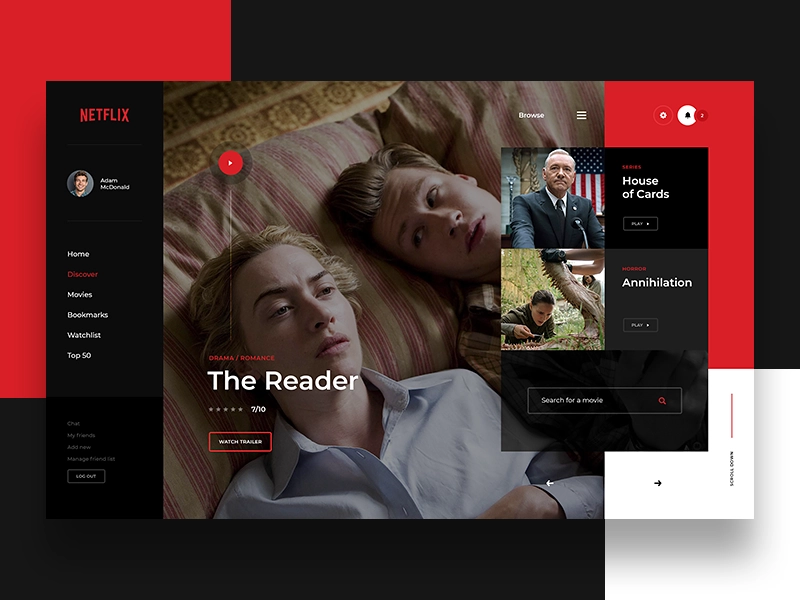 NETFLIX
Adam
McDonald
Home
Discover
Movies
Bookmarks
Watchlist
Top 50
Chat
My friends
Add new
Manage friend list
LOG OUT
DRAMA / ROMANCE
The Reader
7/10
WATCH TRAILER
Browse
2
SERIES
House
of Cards
PLAY
HORROR
Annihilation
PLAY
Search for a movie
SCROLL DOWN